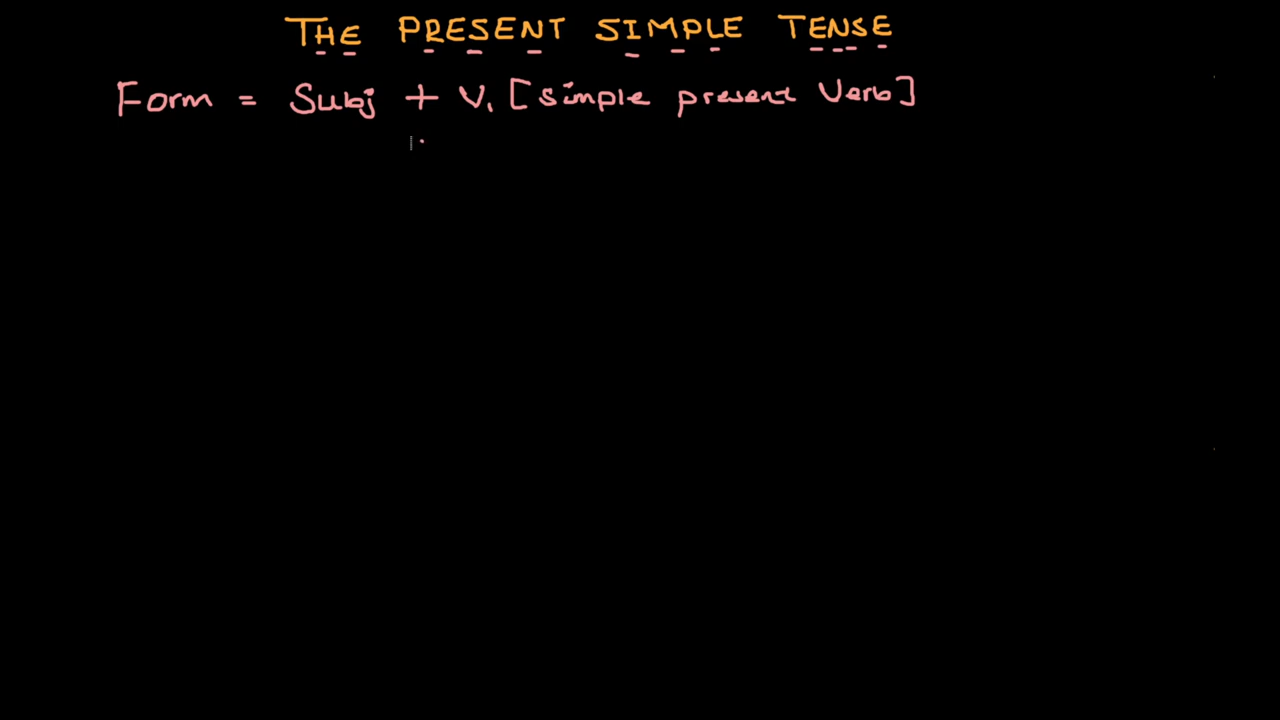 THE PRESENT SIMPLE TENSE
Form = Subj + V₁ [simple present Verb]